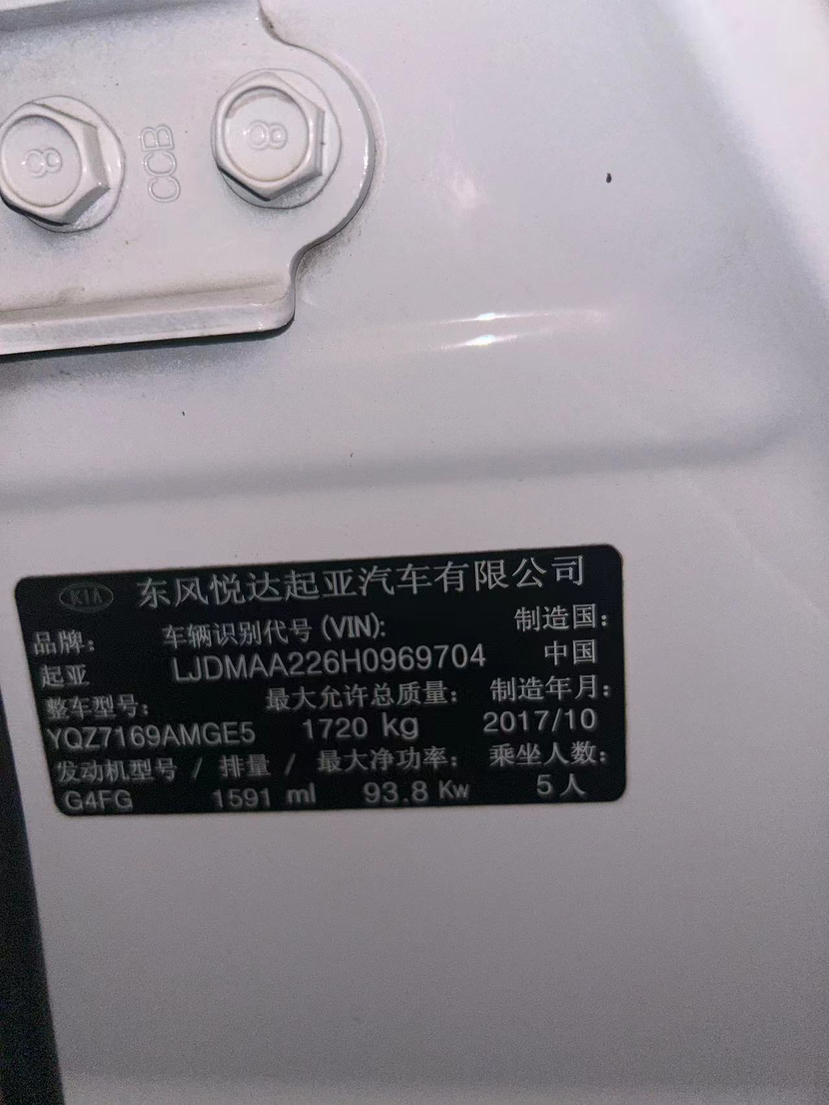 8
CCB
8
KIA 东风悦达起亚汽车有限公司
品牌： 车辆识别代号 (VIN): 制造国：
起亚 LJDMAA226H0969704 中国
整车型号： 最大允许总质量： 制造年月：
YQZ7169AMGE5 1720 kg 2017/10
发动机型号 / 排量 / 最大净功率： 乘坐人数：
G4FG 1591 ml 93.8 Kw 5人